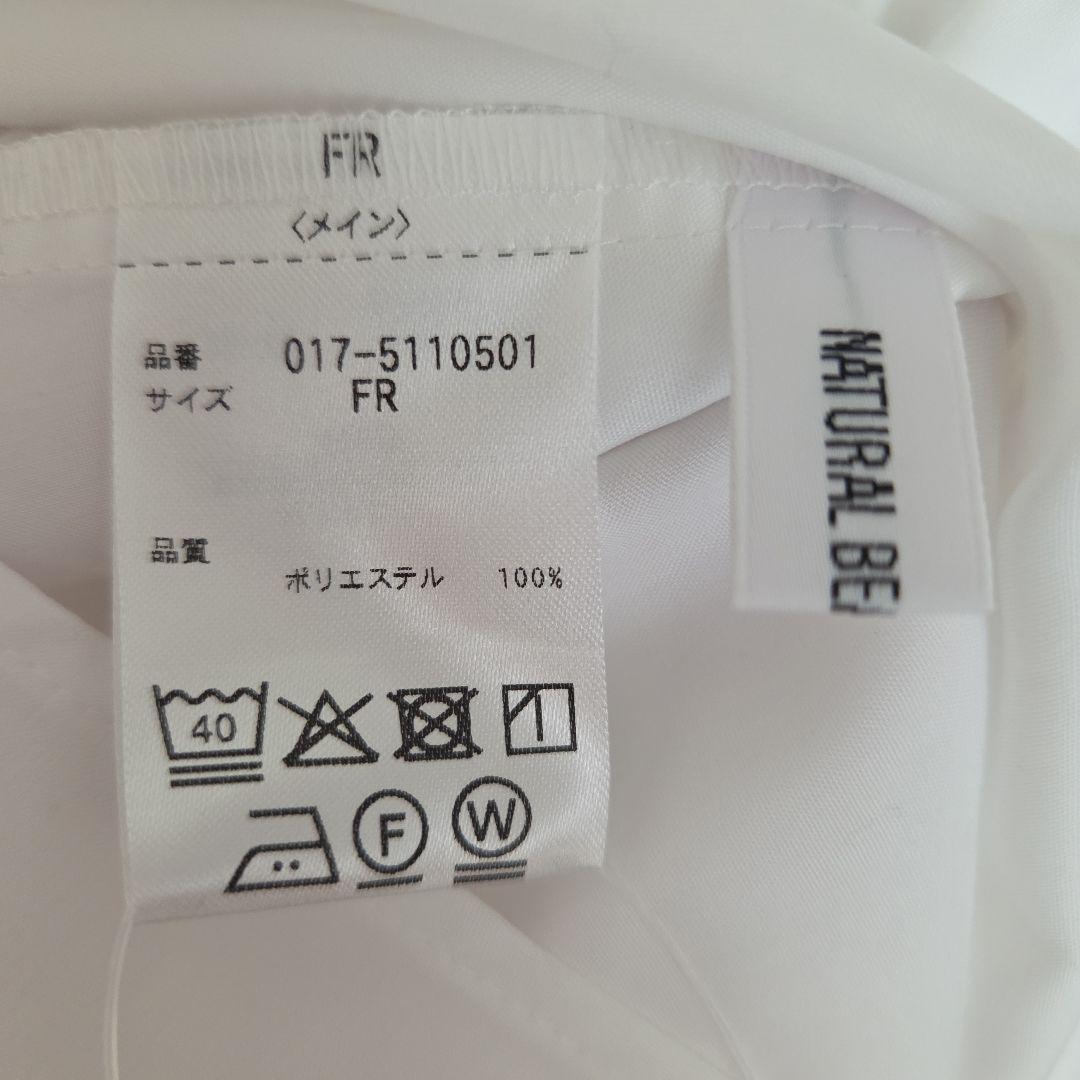 FR
〈メイン〉
品番 017-5110501
サイズ FR
品質
ポリエステル 100%
40
F
W
NATURAL